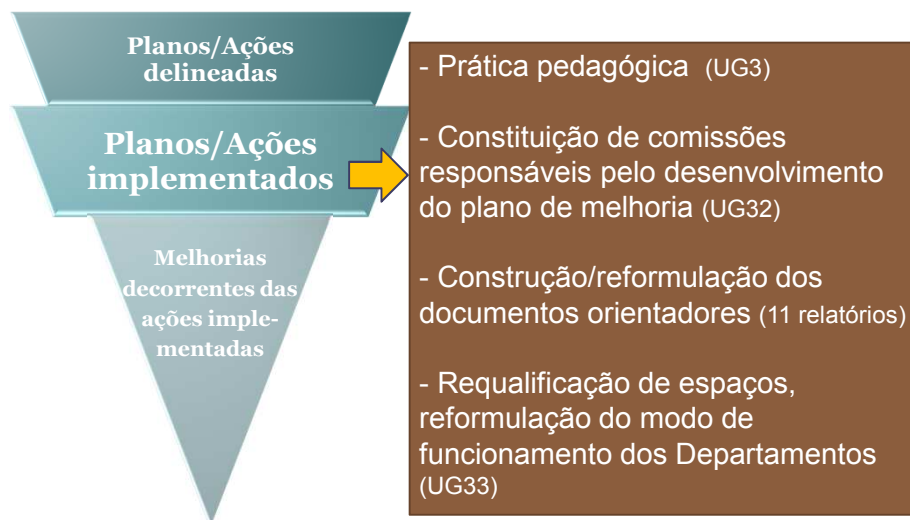 Planos/Ações
delineadas
Planos/Ações
implementados
Melhorias
decorrentes das
ações imple-
mentadas
- Prática pedagógica (UG3)
- Constituição de comissões
responsáveis pelo desenvolvimento
do plano de melhoria (UG32)
- Construção/reformulação dos
documentos orientadores (11 relatórios)
- Requalificação de espaços,
reformulação do modo de
funcionamento dos Departamentos
(UG33)